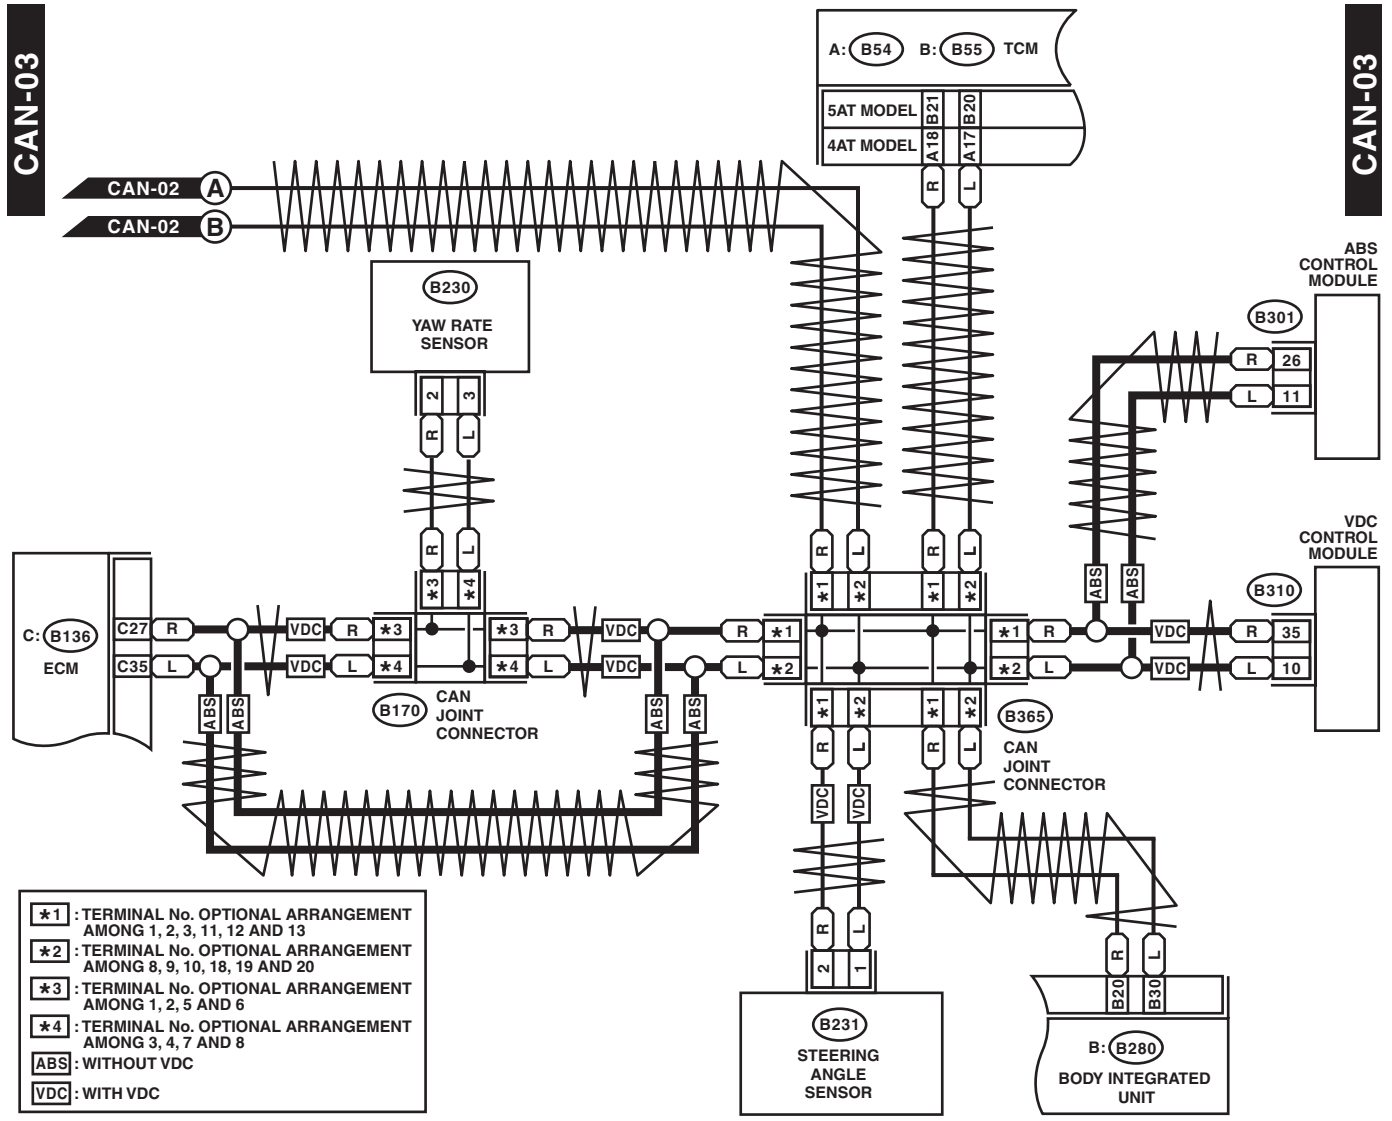 CAN-03
CAN-03
A: B54 B: B55 TCM
5AT MODEL B21 B20
4AT MODEL A18 A17
R L
CAN-02 A
CAN-02 B
B230
YAW RATE
SENSOR
2 3
R L
R L
*3 *4
ABS
CONTROL
MODULE
B301
R 26
L 11
ABS ABS
VDC
CONTROL
MODULE
B310
R L R L
*1 *2 *1 *2
C: B136
ECM
C27 R VDC R *3 *3 R VDC R *1 *1 R VDC R 35
C35 L VDC L *4 *4 L VDC L *2 *2 L VDC L 10
ABS ABS ABS ABS
B170 CAN
JOINT
CONNECTOR
*1 *2 *1 *2
R L R L
B365
CAN
JOINT
CONNECTOR
VDC VDC
R L
2 1
B231
STEERING
ANGLE
SENSOR
R L
B20 B30
B: B280
BODY INTEGRATED
UNIT
*1 : TERMINAL No. OPTIONAL ARRANGEMENT
AMONG 1, 2, 3, 11, 12 AND 13
*2 : TERMINAL No. OPTIONAL ARRANGEMENT
AMONG 8, 9, 10, 18, 19 AND 20
*3 : TERMINAL No. OPTIONAL ARRANGEMENT
AMONG 1, 2, 5 AND 6
*4 : TERMINAL No. OPTIONAL ARRANGEMENT
AMONG 3, 4, 7 AND 8
ABS : WITHOUT VDC
VDC : WITH VDC